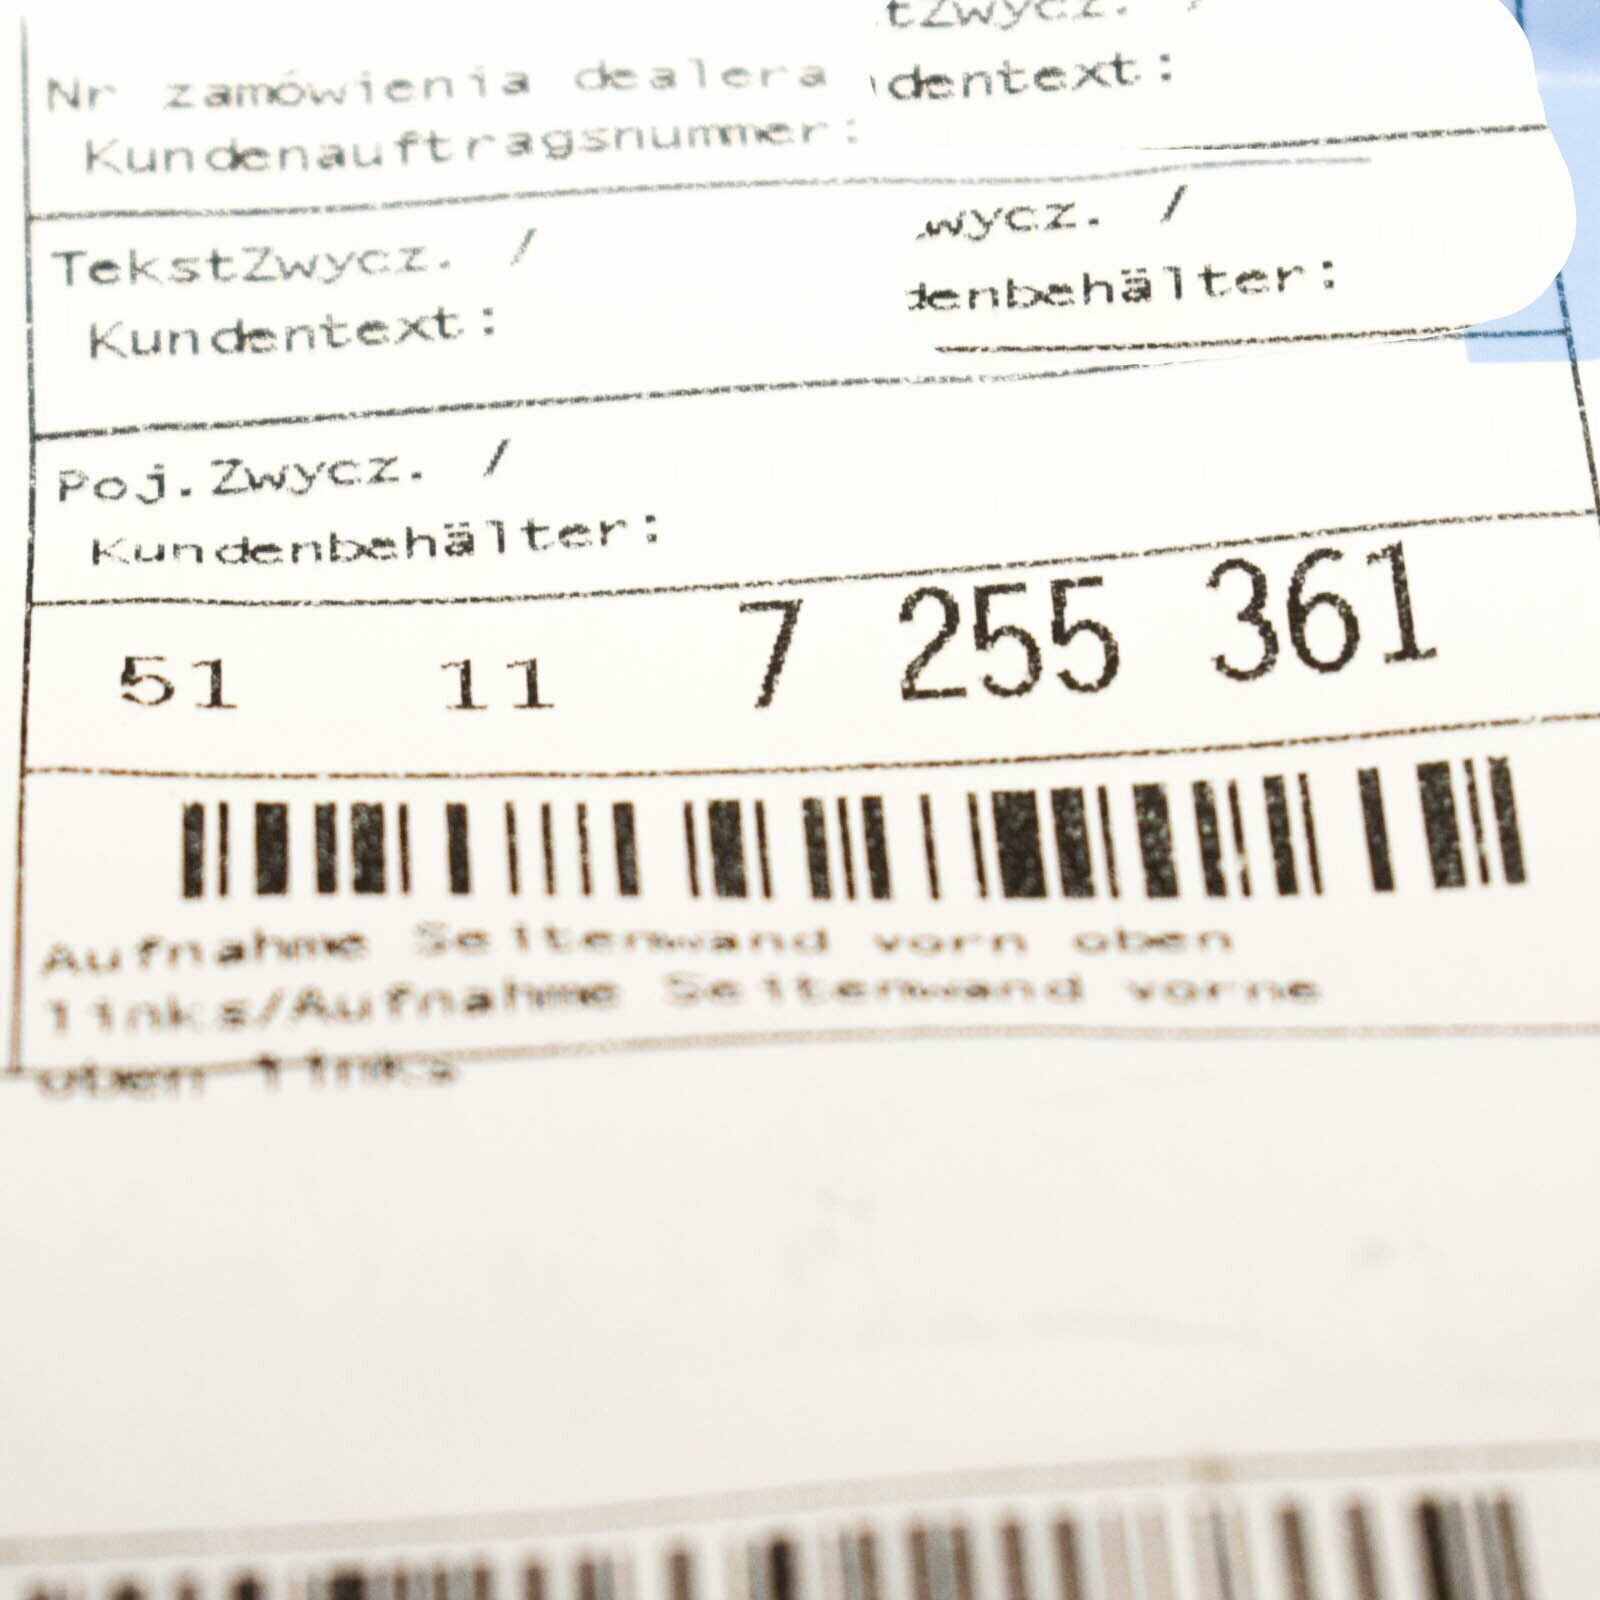 tZwycz. /
Nr zamówienia dealera
dentext:
Kundenauftragsnummer:
wycz. /
TekstZwycz. /
denbehälter:
Kundentext:
Poj.Zwycz. /
Kundenbehälter:
51 11 7 255 361
Aufnahme Seitenwand vorn oben
links/Aufnahme Seitenwand vorne
oben links